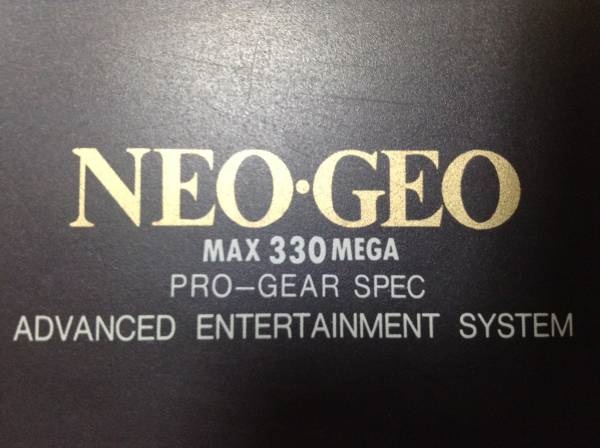 NEO·GEO
MAX 330 MEGA
PRO-GEAR SPEC
ADVANCED ENTERTAINMENT SYSTEM